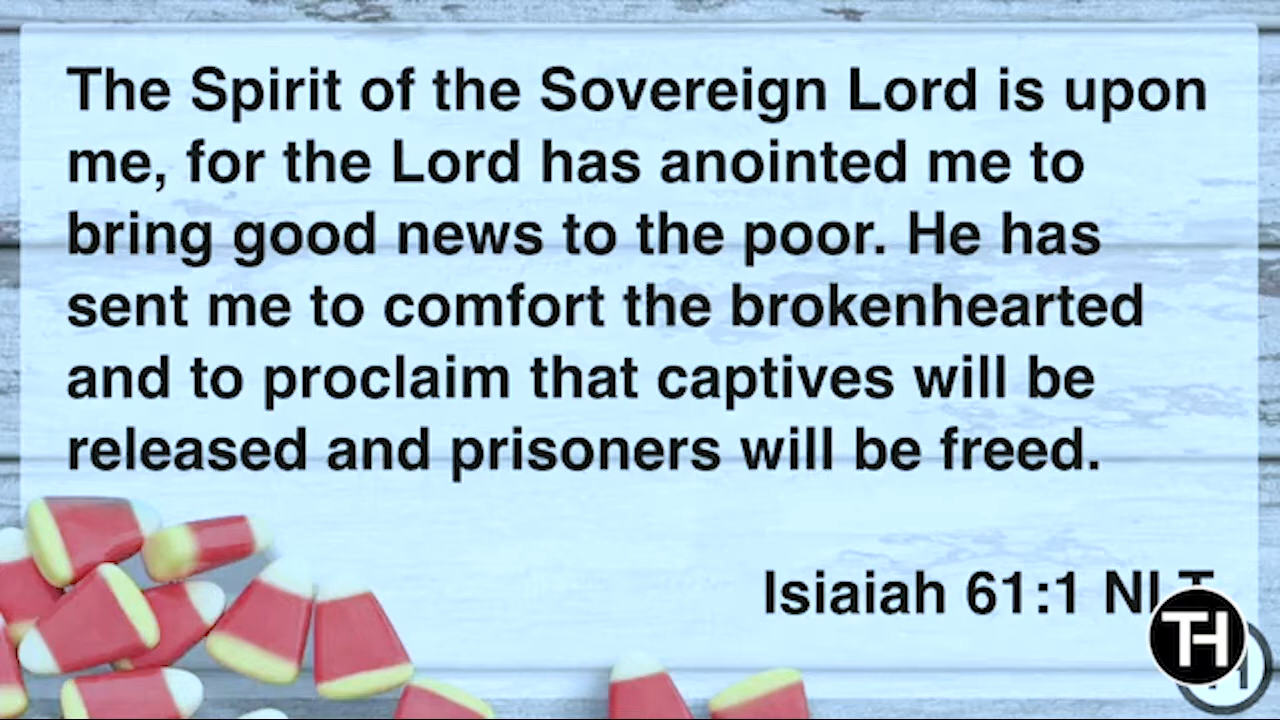 The Spirit of the Sovereign Lord is upon
me, for the Lord has anointed me to
bring good news to the poor. He has
sent me to comfort the brokenhearted
and to proclaim that captives will be
released and prisoners will be freed.
Isiaiah 61:1 NLT
TH